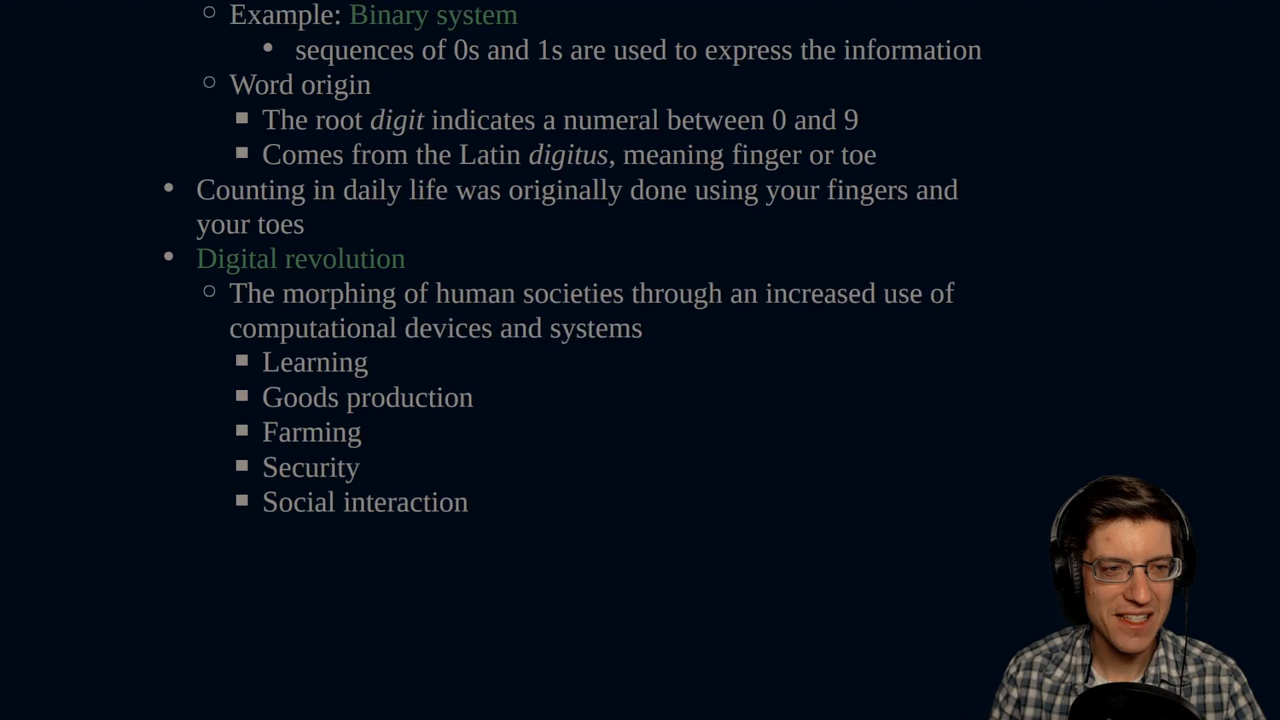 Example: Binary system
sequences of 0s and 1s are used to express the information
Word origin
The root digit indicates a numeral between 0 and 9
Comes from the Latin digitus, meaning finger or toe
Counting in daily life was originally done using your fingers and
your toes
Digital revolution
The morphing of human societies through an increased use of
computational devices and systems
Learning
Goods production
Farming
Security
Social interaction